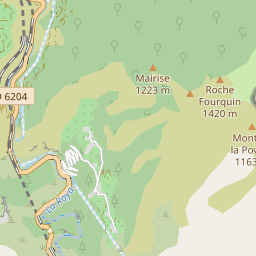 Mairise
1223 m
Roche
Fourquin
1420 m
6204
Mont
la Pov
1163
La Roya